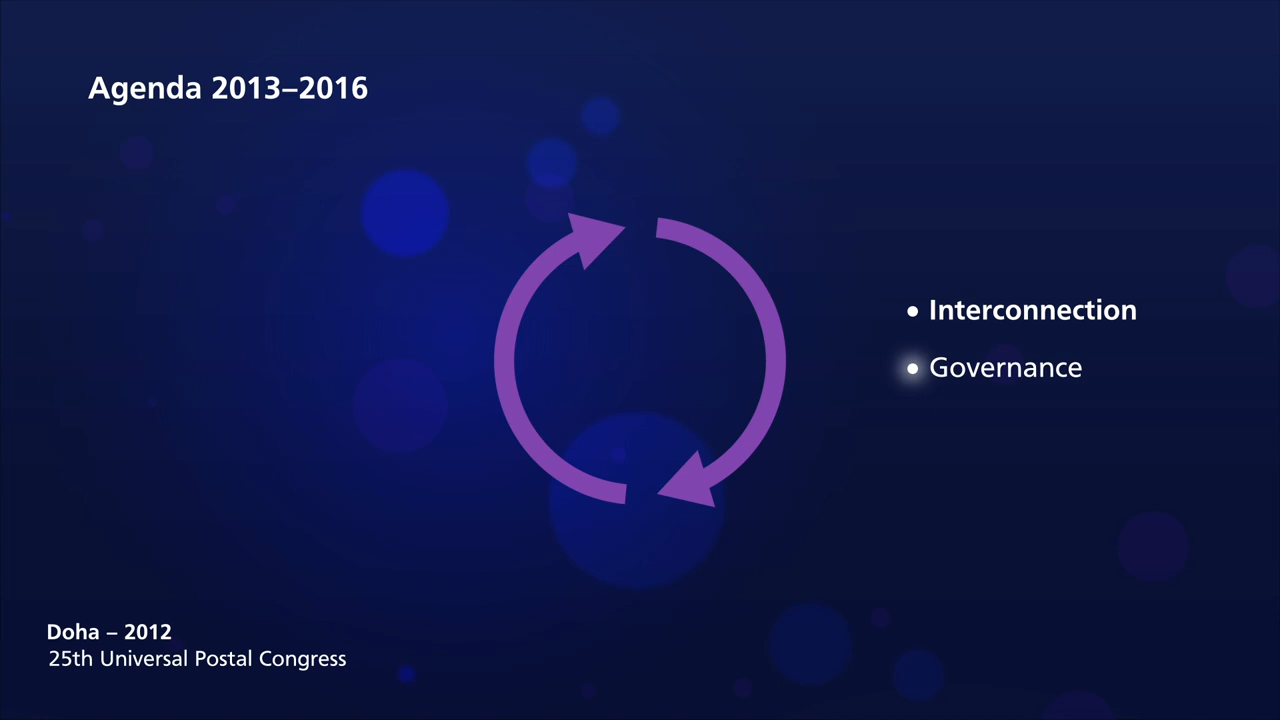 Agenda 2013–2016
• Interconnection
• Governance
Doha – 2012
25th Universal Postal Congress